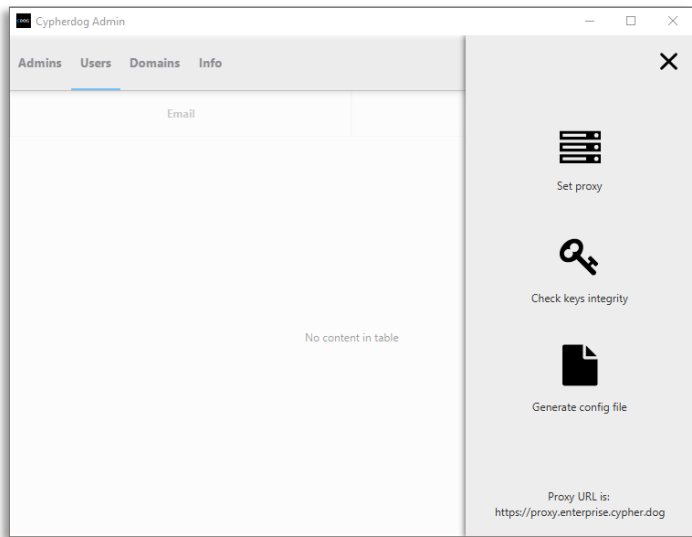 Cypherdog Admin
Admins Users Domains Info
Email
No content in table
Set proxy
Check keys integrity
Generate config file
Proxy URL is:
https://proxy.enterprise.cypher.dog